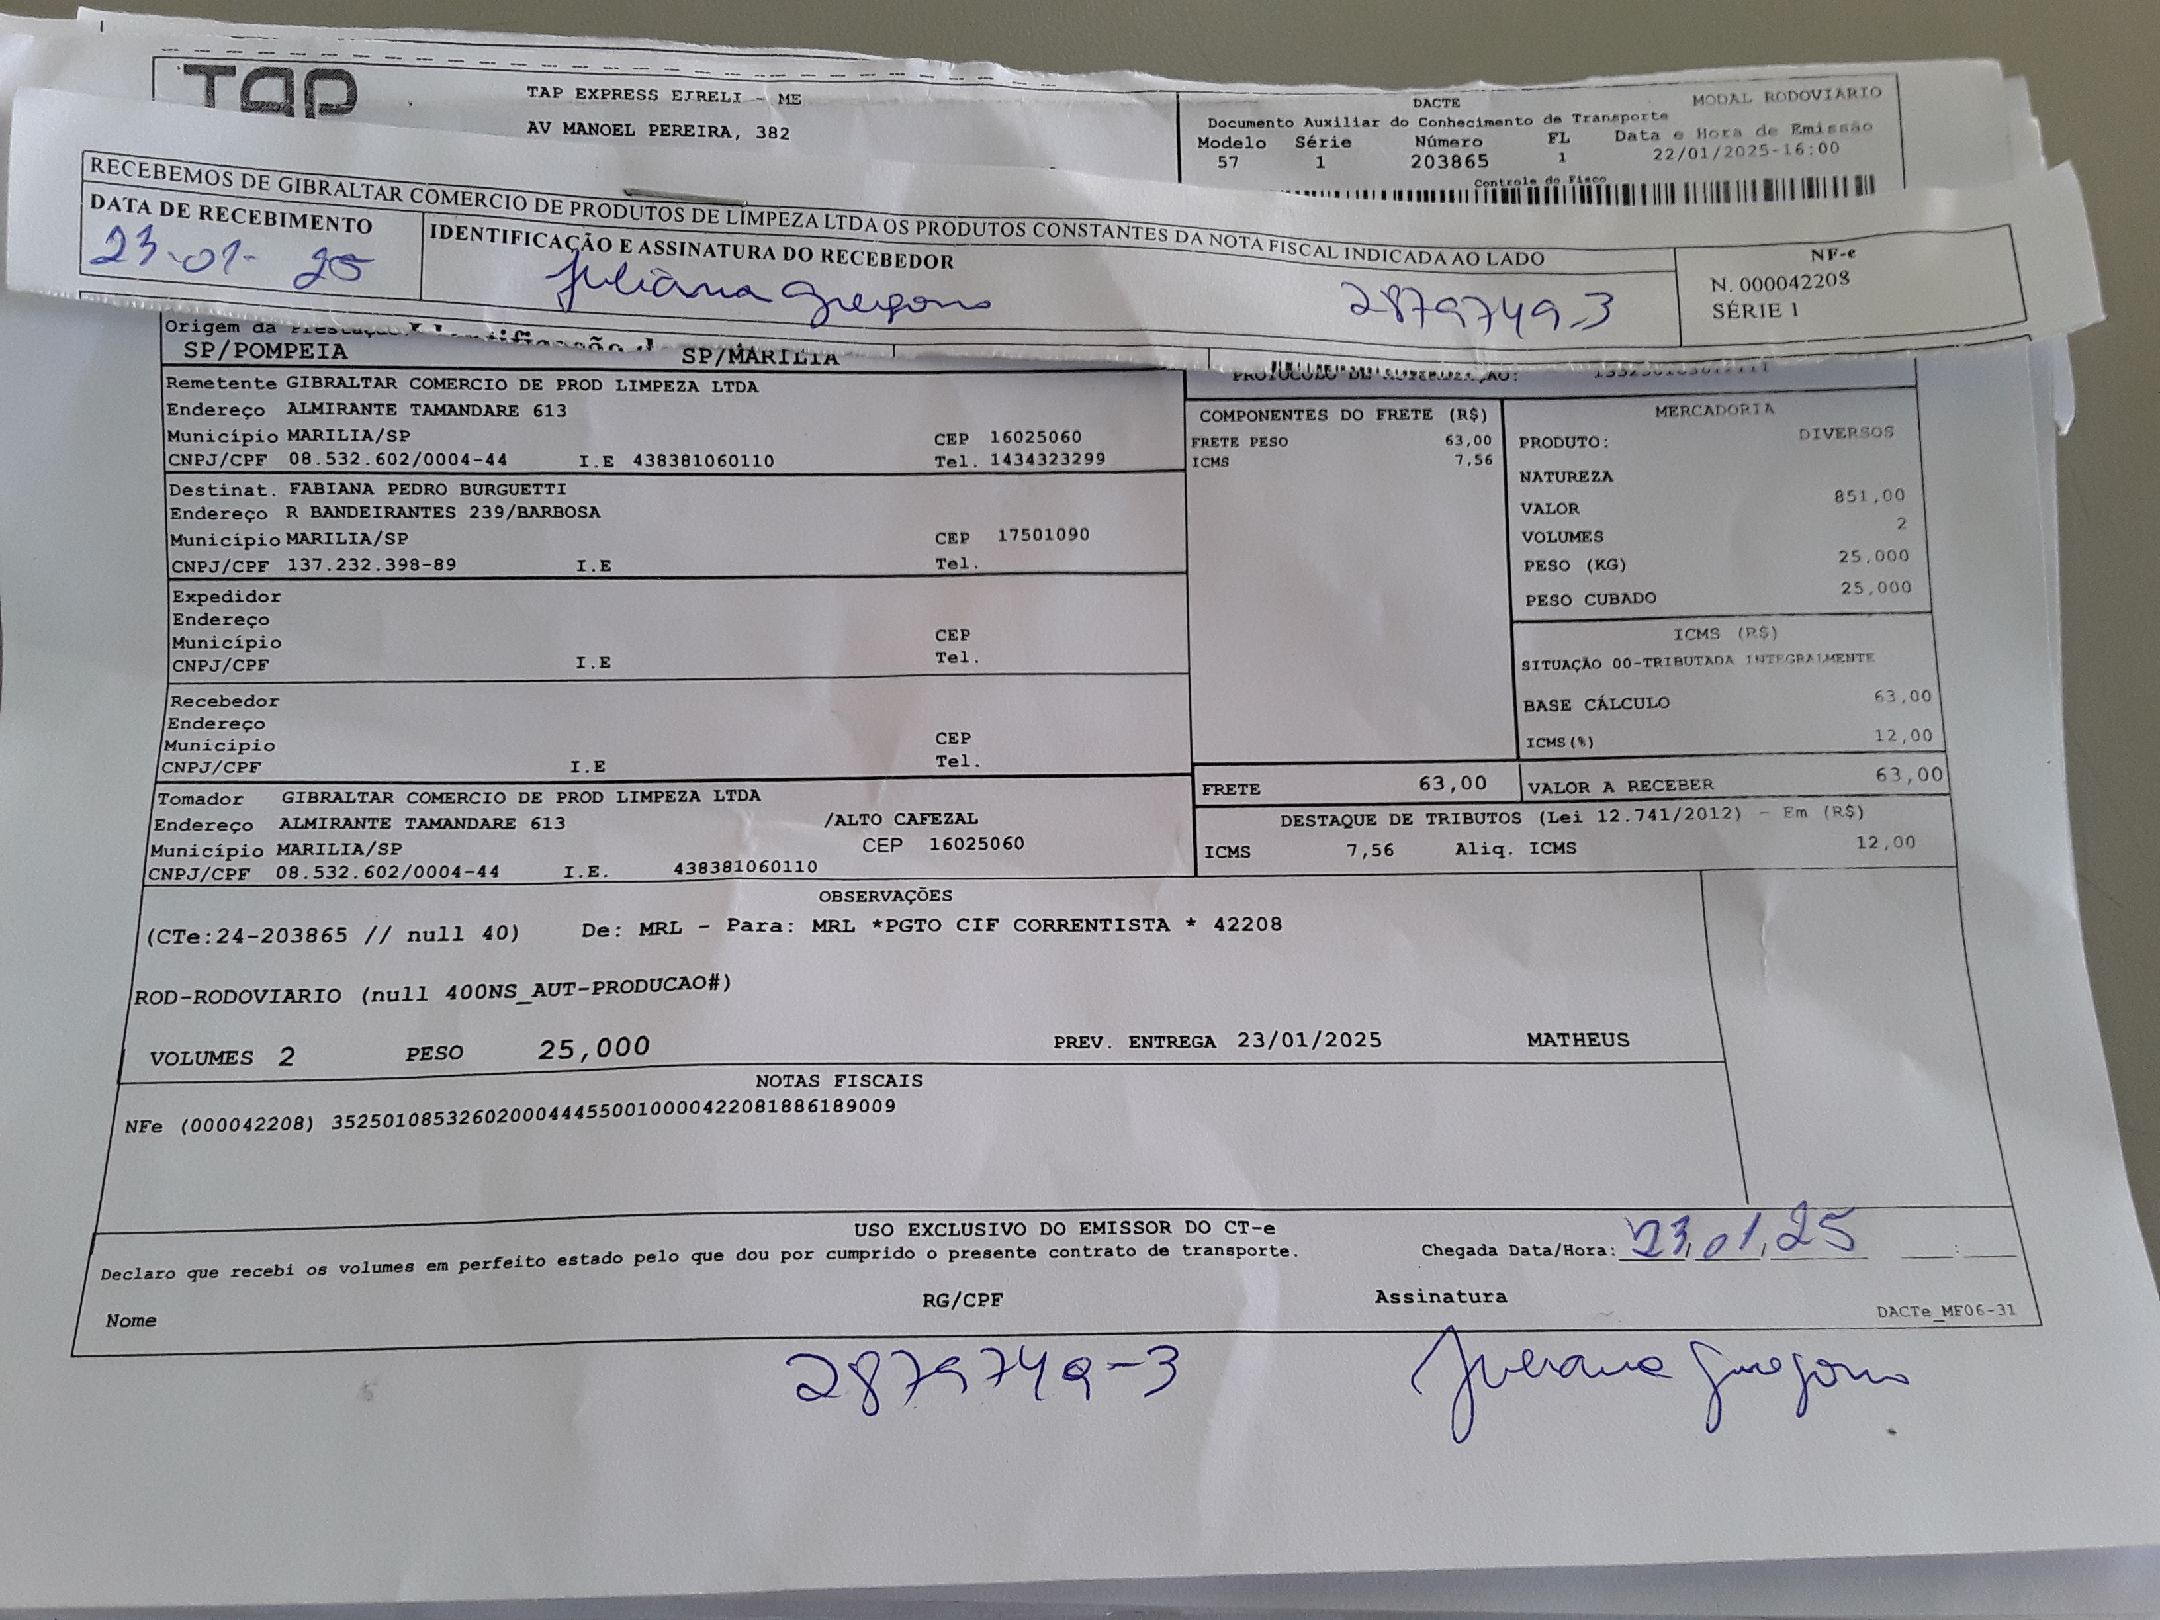 TAP
TAP EXPRESS EIRELI - ME
AV MANOEL PEREIRA, 382
DACTE
MODAL RODOVIARIO
Documento Auxiliar do Conhecimento de Transporte
Modelo Série Número FL Data e Hora de Emissão
57 1 203865 1 22/01/2025-16:00
Controle do Fisco
RECEBEMOS DE GIBRALTAR COMERCIO DE PRODUTOS DE LIMPEZA LTDA OS PRODUTOS CONSTANTES DA NOTA FISCAL INDICADA AO LADO
DATA DE RECEBIMENTO
23-01-25
IDENTIFICAÇÃO E ASSINATURA DO RECEBEDOR
Juliana Gregorio 2879749-3
NF-e
N. 000042208
SÉRIE 1
Origem da Prestação
SP/POMPEIA SP/MARILIA
PROTOCOLO DE AUTORIZAÇÃO:
Remetente GIBRALTAR COMERCIO DE PROD LIMPEZA LTDA
Endereço ALMIRANTE TAMANDARE 613
Município MARILIA/SP CEP 16025060
CNPJ/CPF 08.532.602/0004-44 I.E 438381060110 Tel. 1434323299
Destinat. FABIANA PEDRO BURGUETTI
Endereço R BANDEIRANTES 239/BARBOSA
Município MARILIA/SP CEP 17501090
CNPJ/CPF 137.232.398-89 I.E Tel.
Expedidor
Endereço
Município CEP
CNPJ/CPF I.E Tel.
Recebedor
Endereço
Município CEP
CNPJ/CPF I.E Tel.
Tomador GIBRALTAR COMERCIO DE PROD LIMPEZA LTDA
Endereço ALMIRANTE TAMANDARE 613 /ALTO CAFEZAL
Município MARILIA/SP CEP 16025060
CNPJ/CPF 08.532.602/0004-44 I.E. 438381060110
COMPONENTES DO FRETE (R$)
FRETE PESO 63,00
ICMS 7,56
MERCADORIA
PRODUTO: DIVERSOS
NATUREZA
VALOR 851,00
VOLUMES 2
PESO (KG) 25,000
PESO CUBADO 25,000
ICMS (R$)
SITUAÇÃO 00-TRIBUTADA INTEGRALMENTE
BASE CÁLCULO 63,00
ICMS(%) 12,00
FRETE 63,00 VALOR A RECEBER 63,00
DESTAQUE DE TRIBUTOS (Lei 12.741/2012) - Em (R$)
ICMS 7,56 Aliq. ICMS 12,00
OBSERVAÇÕES
(CTe:24-203865 // null 40) De: MRL - Para: MRL *PGTO CIF CORRENTISTA * 42208
ROD-RODOVIARIO (null 400NS_AUT-PRODUCAO#)
VOLUMES 2 PESO 25,000 PREV. ENTREGA 23/01/2025 MATHEUS
NOTAS FISCAIS
NFe (000042208) 35250108532602000444550010000422081886189009
USO EXCLUSIVO DO EMISSOR DO CT-e
Declaro que recebi os volumes em perfeito estado pelo que dou por cumprido o presente contrato de transporte. Chegada Data/Hora: 23,01,25 :
Nome RG/CPF Assinatura
DACTe_MF06-31
2879749-3 Juliana Gregorio